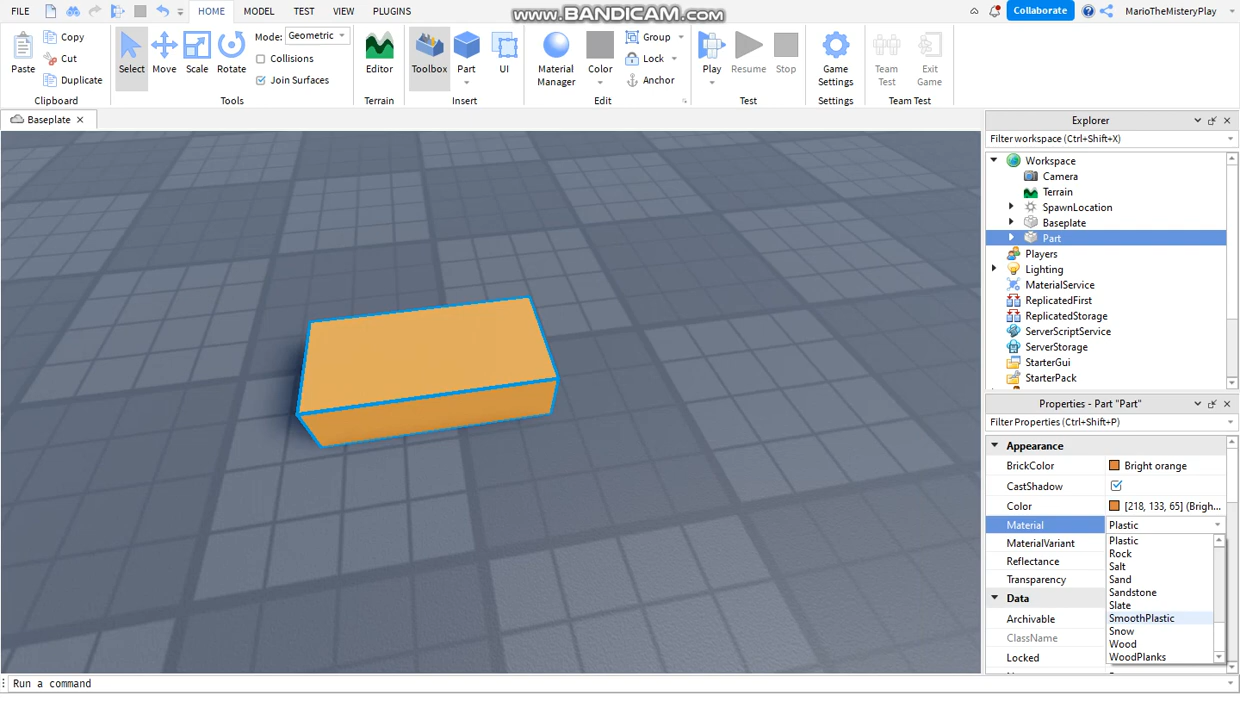 www.BANDICAM.com
FILE HOME MODEL TEST VIEW PLUGINS Collaborate MarioTheMisteryPlay
Paste Copy Cut Duplicate Clipboard
Select Move Scale Rotate Mode: Geometric Collisions Join Surfaces Tools
Editor Terrain
Toolbox Part UI Insert
Material Manager Color Group Lock Anchor Edit
Play Resume Stop Test
Game Settings Settings
Team Test Exit Game Team Test
Baseplate
Explorer
Filter workspace (Ctrl+Shift+X)
Workspace
Camera
Terrain
SpawnLocation
Baseplate
Part
Players
Lighting
MaterialService
ReplicatedFirst
ReplicatedStorage
ServerScriptService
ServerStorage
StarterGui
StarterPack
Properties - Part "Part"
Filter Properties (Ctrl+Shift+P)
Appearance
BrickColor Bright orange
CastShadow
Color [218, 133, 65] (Brigh...
Material Plastic
MaterialVariant
Reflectance
Transparency
Data
Archivable
ClassName
Locked
Plastic
Rock
Salt
Sand
Sandstone
Slate
SmoothPlastic
Snow
Wood
WoodPlanks
Run a command